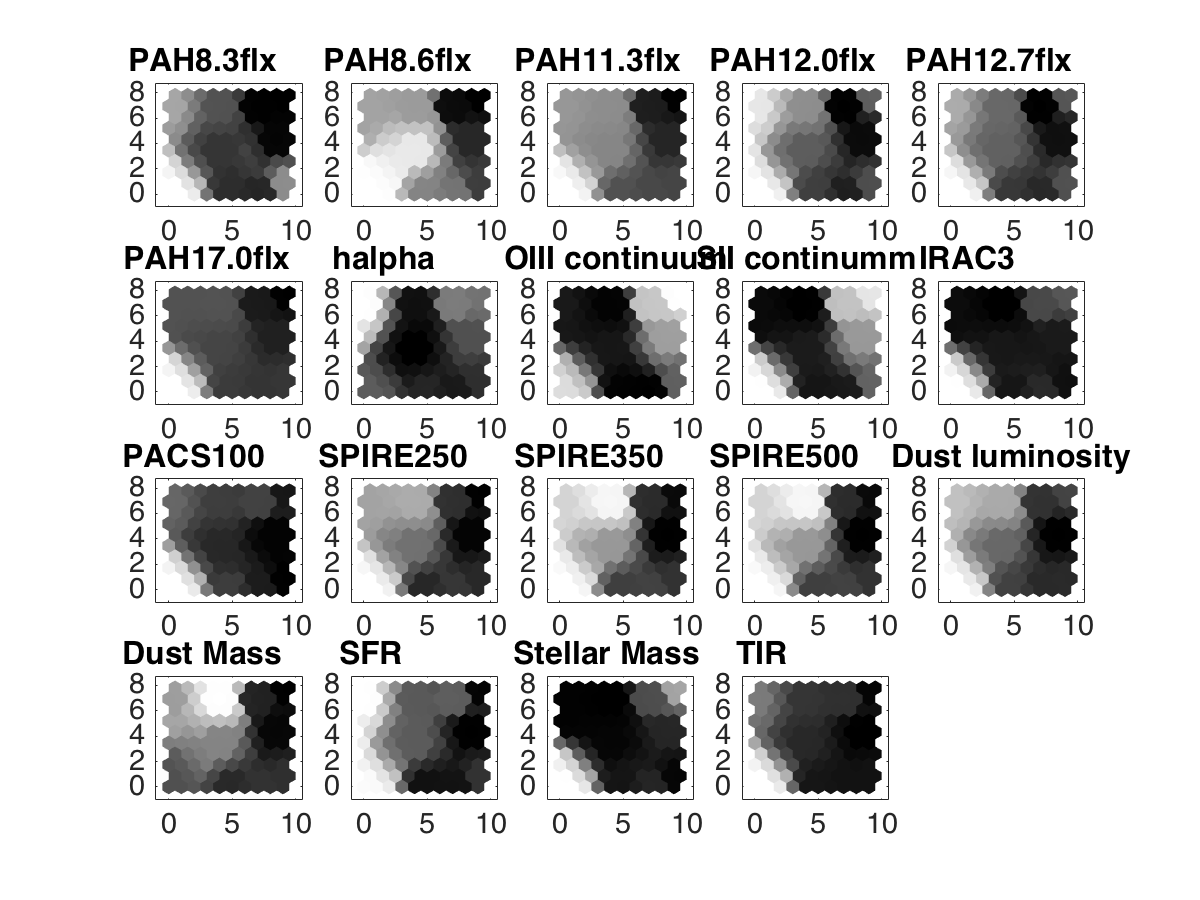 PAH8.3flx PAH8.6flx PAH11.3flx PAH12.0flx PAH12.7flx
8 8 8 8 8
6 6 6 6 6
4 4 4 4 4
2 2 2 2 2
0 0 0 0 0
0 5 10 0 5 10 0 5 10 0 5 10 0 5 10
PAH17.0flx halpha OIII continuum SII continumm IRAC3
8 8 8 8 8
6 6 6 6 6
4 4 4 4 4
2 2 2 2 2
0 0 0 0 0
0 5 10 0 5 10 0 5 10 0 5 10 0 5 10
PACS100 SPIRE250 SPIRE350 SPIRE500 Dust luminosity
8 8 8 8 8
6 6 6 6 6
4 4 4 4 4
2 2 2 2 2
0 0 0 0 0
0 5 10 0 5 10 0 5 10 0 5 10 0 5 10
Dust Mass SFR Stellar Mass TIR
8 8 8 8
6 6 6 6
4 4 4 4
2 2 2 2
0 0 0 0
0 5 10 0 5 10 0 5 10 0 5 10